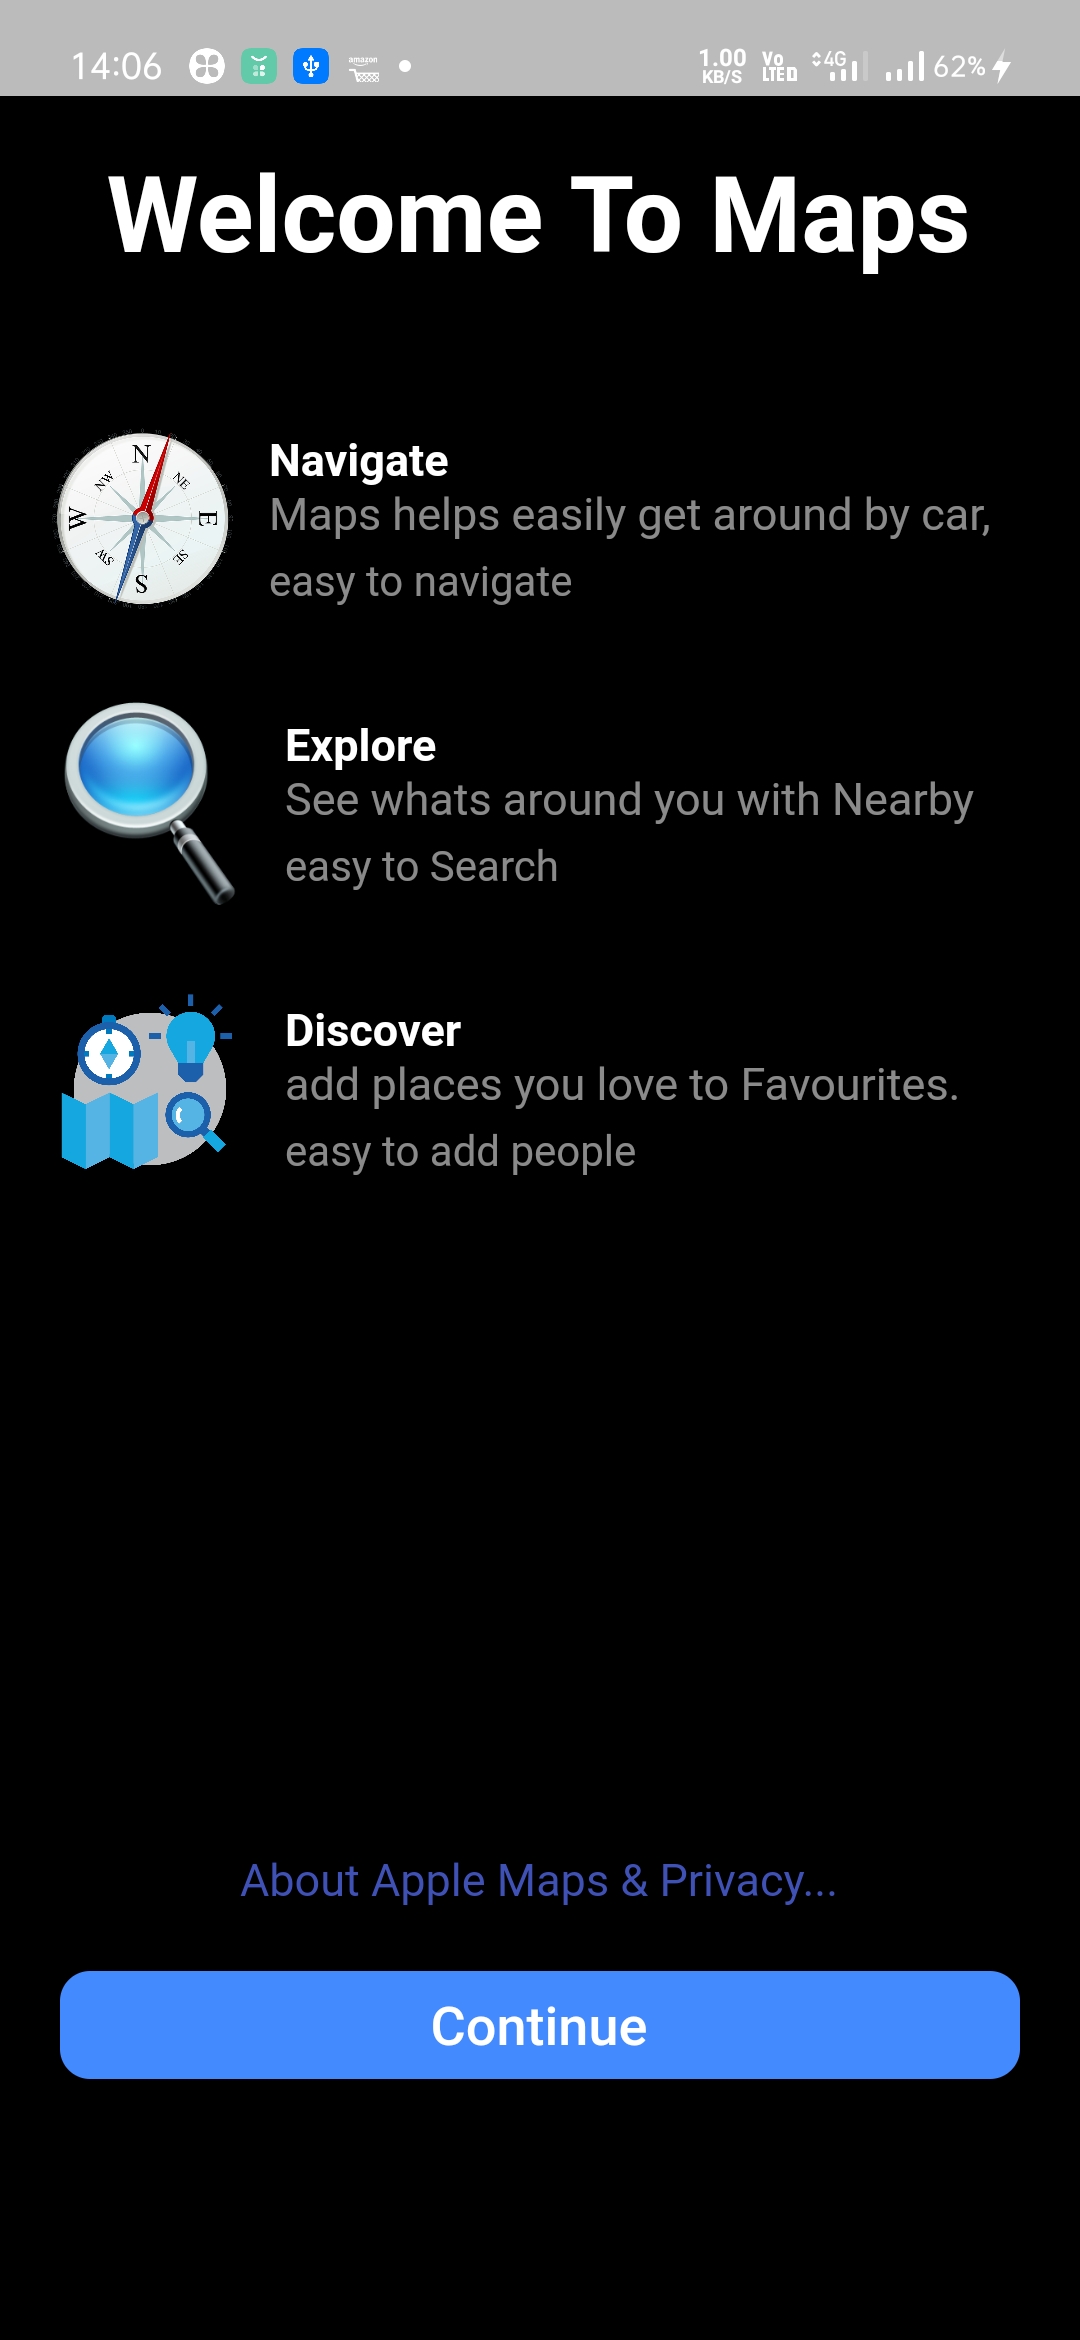 14:06 amazon 1.00 KB/S Vo LTE D 4G 62%
Welcome To Maps
Navigate
Maps helps easily get around by car,
easy to navigate
N NE E SE S SW W NW
Explore
See whats around you with Nearby
easy to Search
Discover
add places you love to Favourites.
easy to add people
About Apple Maps & Privacy...
Continue